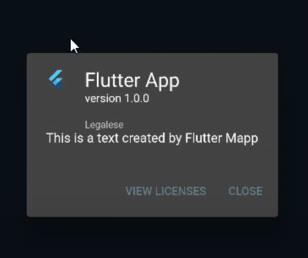 Flutter App
version 1.0.0
Legalese
This is a text created by Flutter Mapp
VIEW LICENSES CLOSE